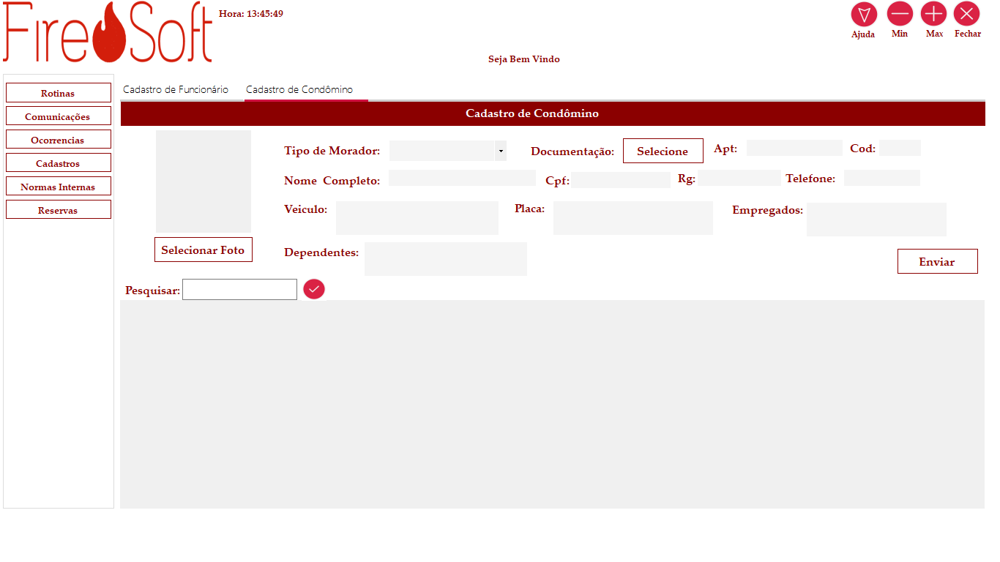 Fire Soft
Hora: 13:45:49
Ajuda
Min
Max
Fechar
Seja Bem Vindo
Rotinas
Comunicações
Ocorrencias
Cadastros
Normas Internas
Reservas
Cadastro de Funcionário
Cadastro de Condômino
Cadastro de Condômino
Tipo de Morador:
Documentação:
Selecione
Apt:
Cod:
Nome Completo:
Cpf:
Rg:
Telefone:
Veiculo:
Placa:
Empregados:
Selecionar Foto
Dependentes:
Enviar
Pesquisar: